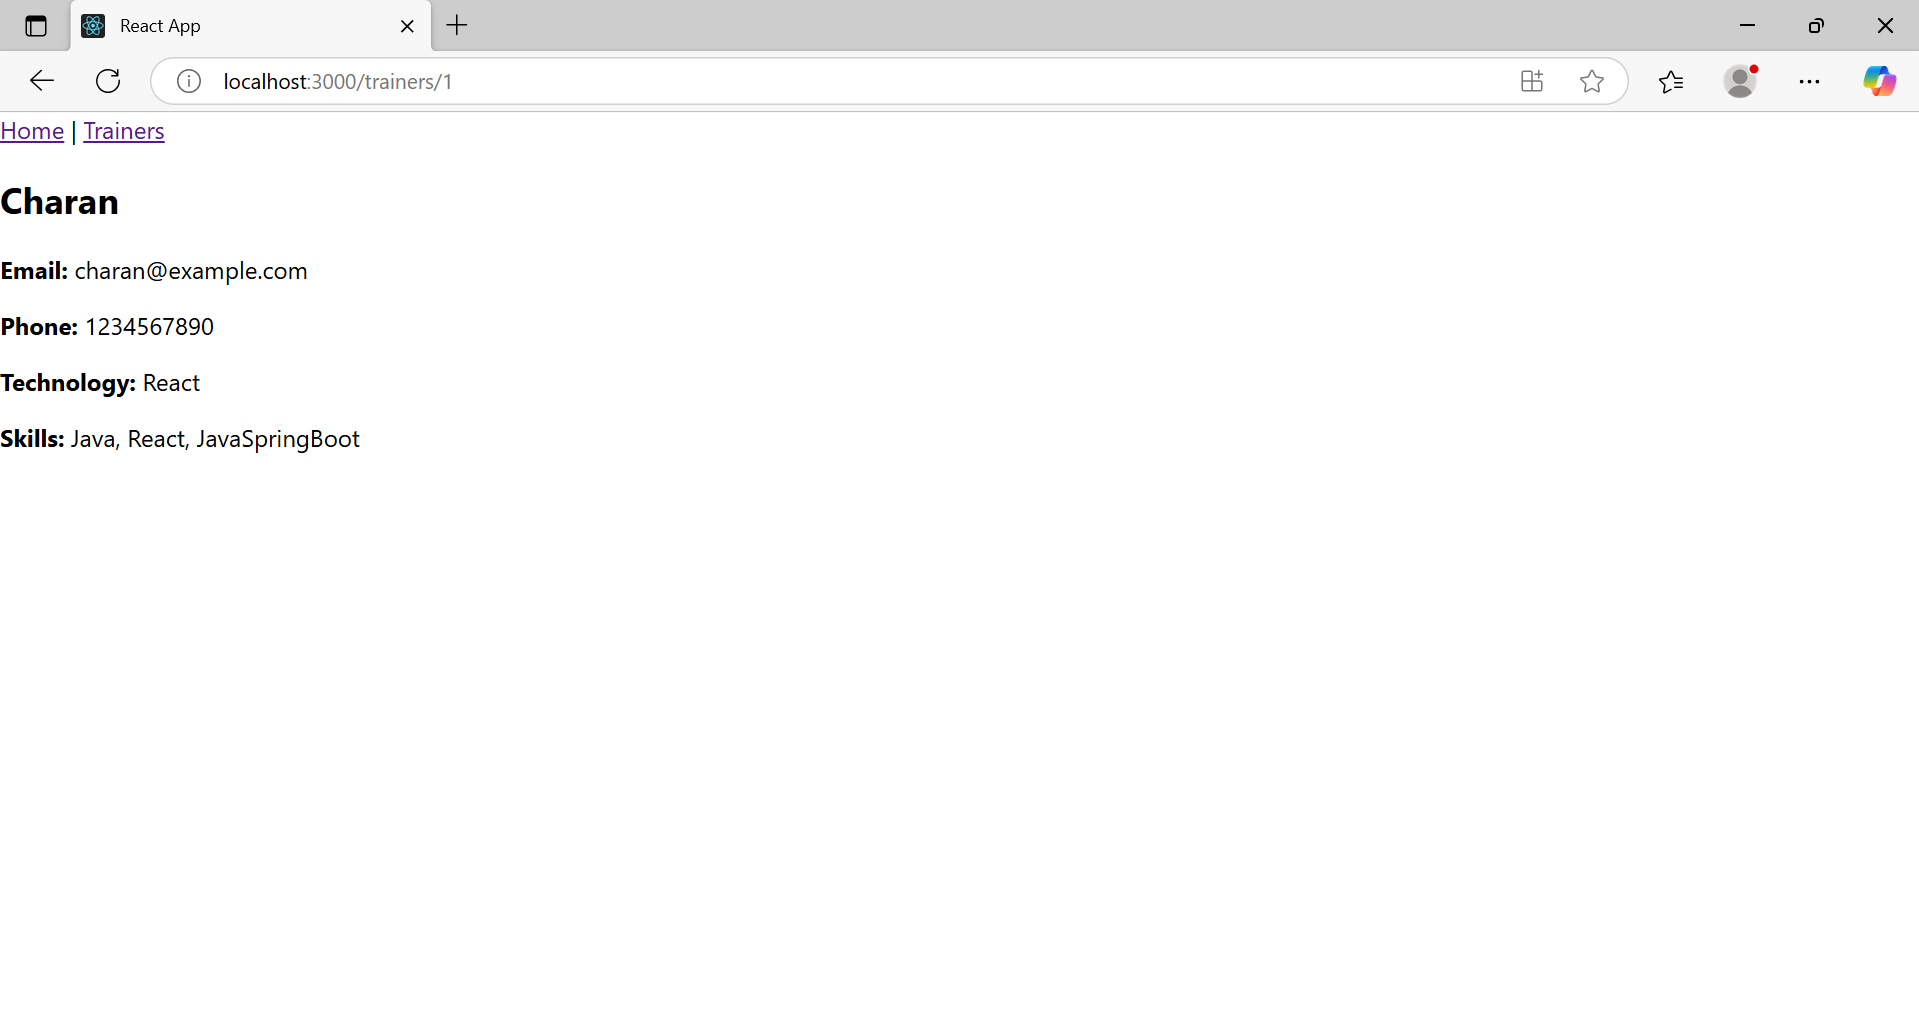 React App
localhost:3000/trainers/1
Home | Trainers
Charan
Email: charan@example.com
Phone: 1234567890
Technology: React
Skills: Java, React, JavaSpringBoot